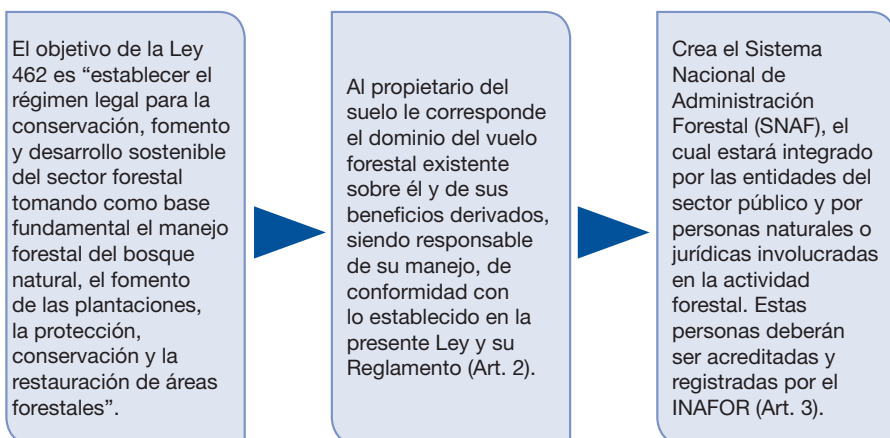 El objetivo de la Ley
462 es “establecer el
régimen legal para la
conservación, fomento
y desarrollo sostenible
del sector forestal
tomando como base
fundamental el manejo
forestal del bosque
natural, el fomento
de las plantaciones,
la protección,
conservación y la
restauración de áreas
forestales”.
Al propietario del
suelo le corresponde
el dominio del vuelo
forestal existente
sobre él y de sus
beneficios derivados,
siendo responsable
de su manejo, de
conformidad con
lo establecido en la
presente Ley y su
Reglamento (Art. 2).
Crea el Sistema
Nacional de
Administración
Forestal (SNAF), el
cual estará integrado
por las entidades del
sector público y por
personas naturales o
jurídicas involucradas
en la actividad
forestal. Estas
personas deberán
ser acreditadas y
registradas por el
INAFOR (Art. 3).